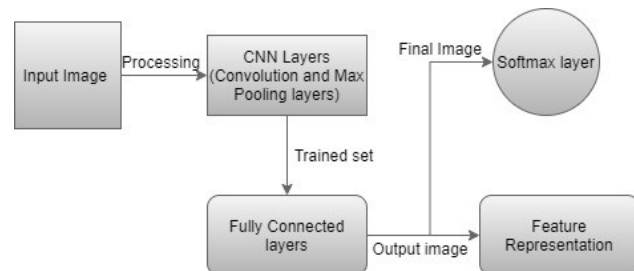 Input Image
Processing
CNN Layers
(Convolution and Max
Pooling layers)
Final Image
Softmax layer
Trained set
Fully Connected
layers
Output image
Feature
Representation